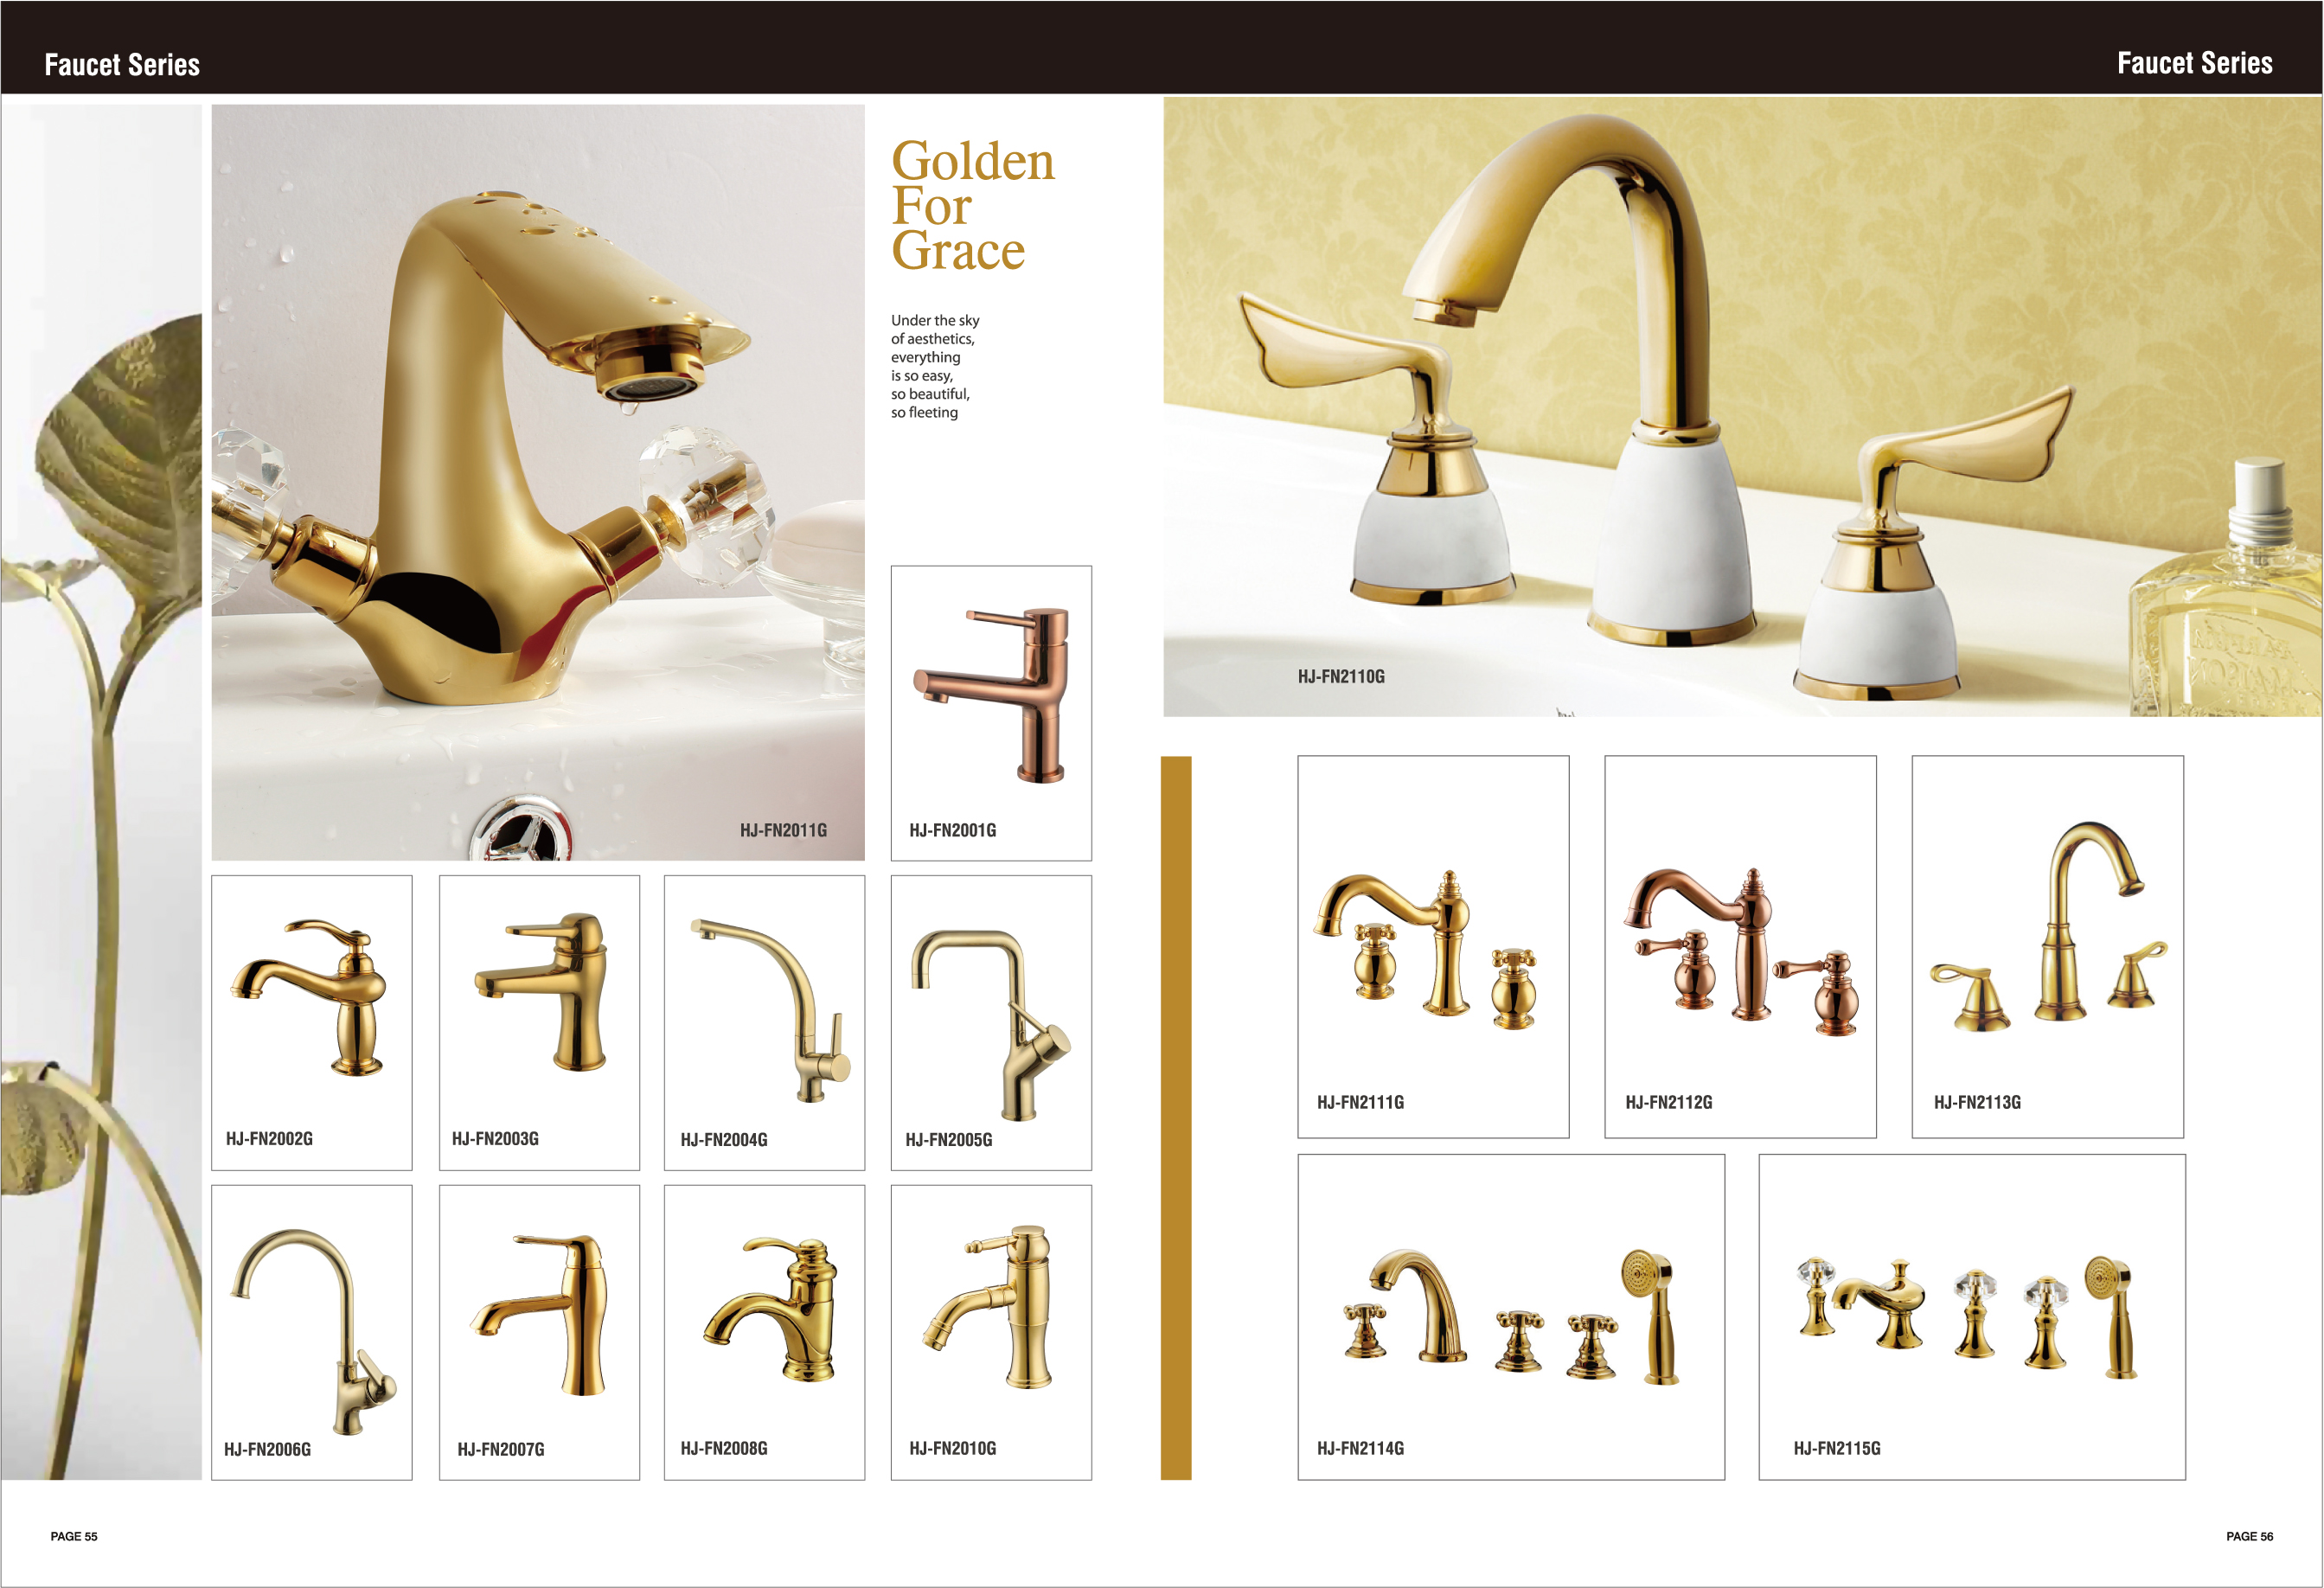 Faucet Series
Faucet Series
Golden
For
Grace
Under the sky
of aesthetics,
everything
is so easy,
so beautiful,
so fleeting
HJ-FN2011G
HJ-FN2001G
HJ-FN2002G
HJ-FN2003G
HJ-FN2004G
HJ-FN2005G
HJ-FN2006G
HJ-FN2007G
HJ-FN2008G
HJ-FN2010G
HJ-FN2110G
HJ-FN2111G
HJ-FN2112G
HJ-FN2113G
HJ-FN2114G
HJ-FN2115G
PAGE 55
PAGE 56